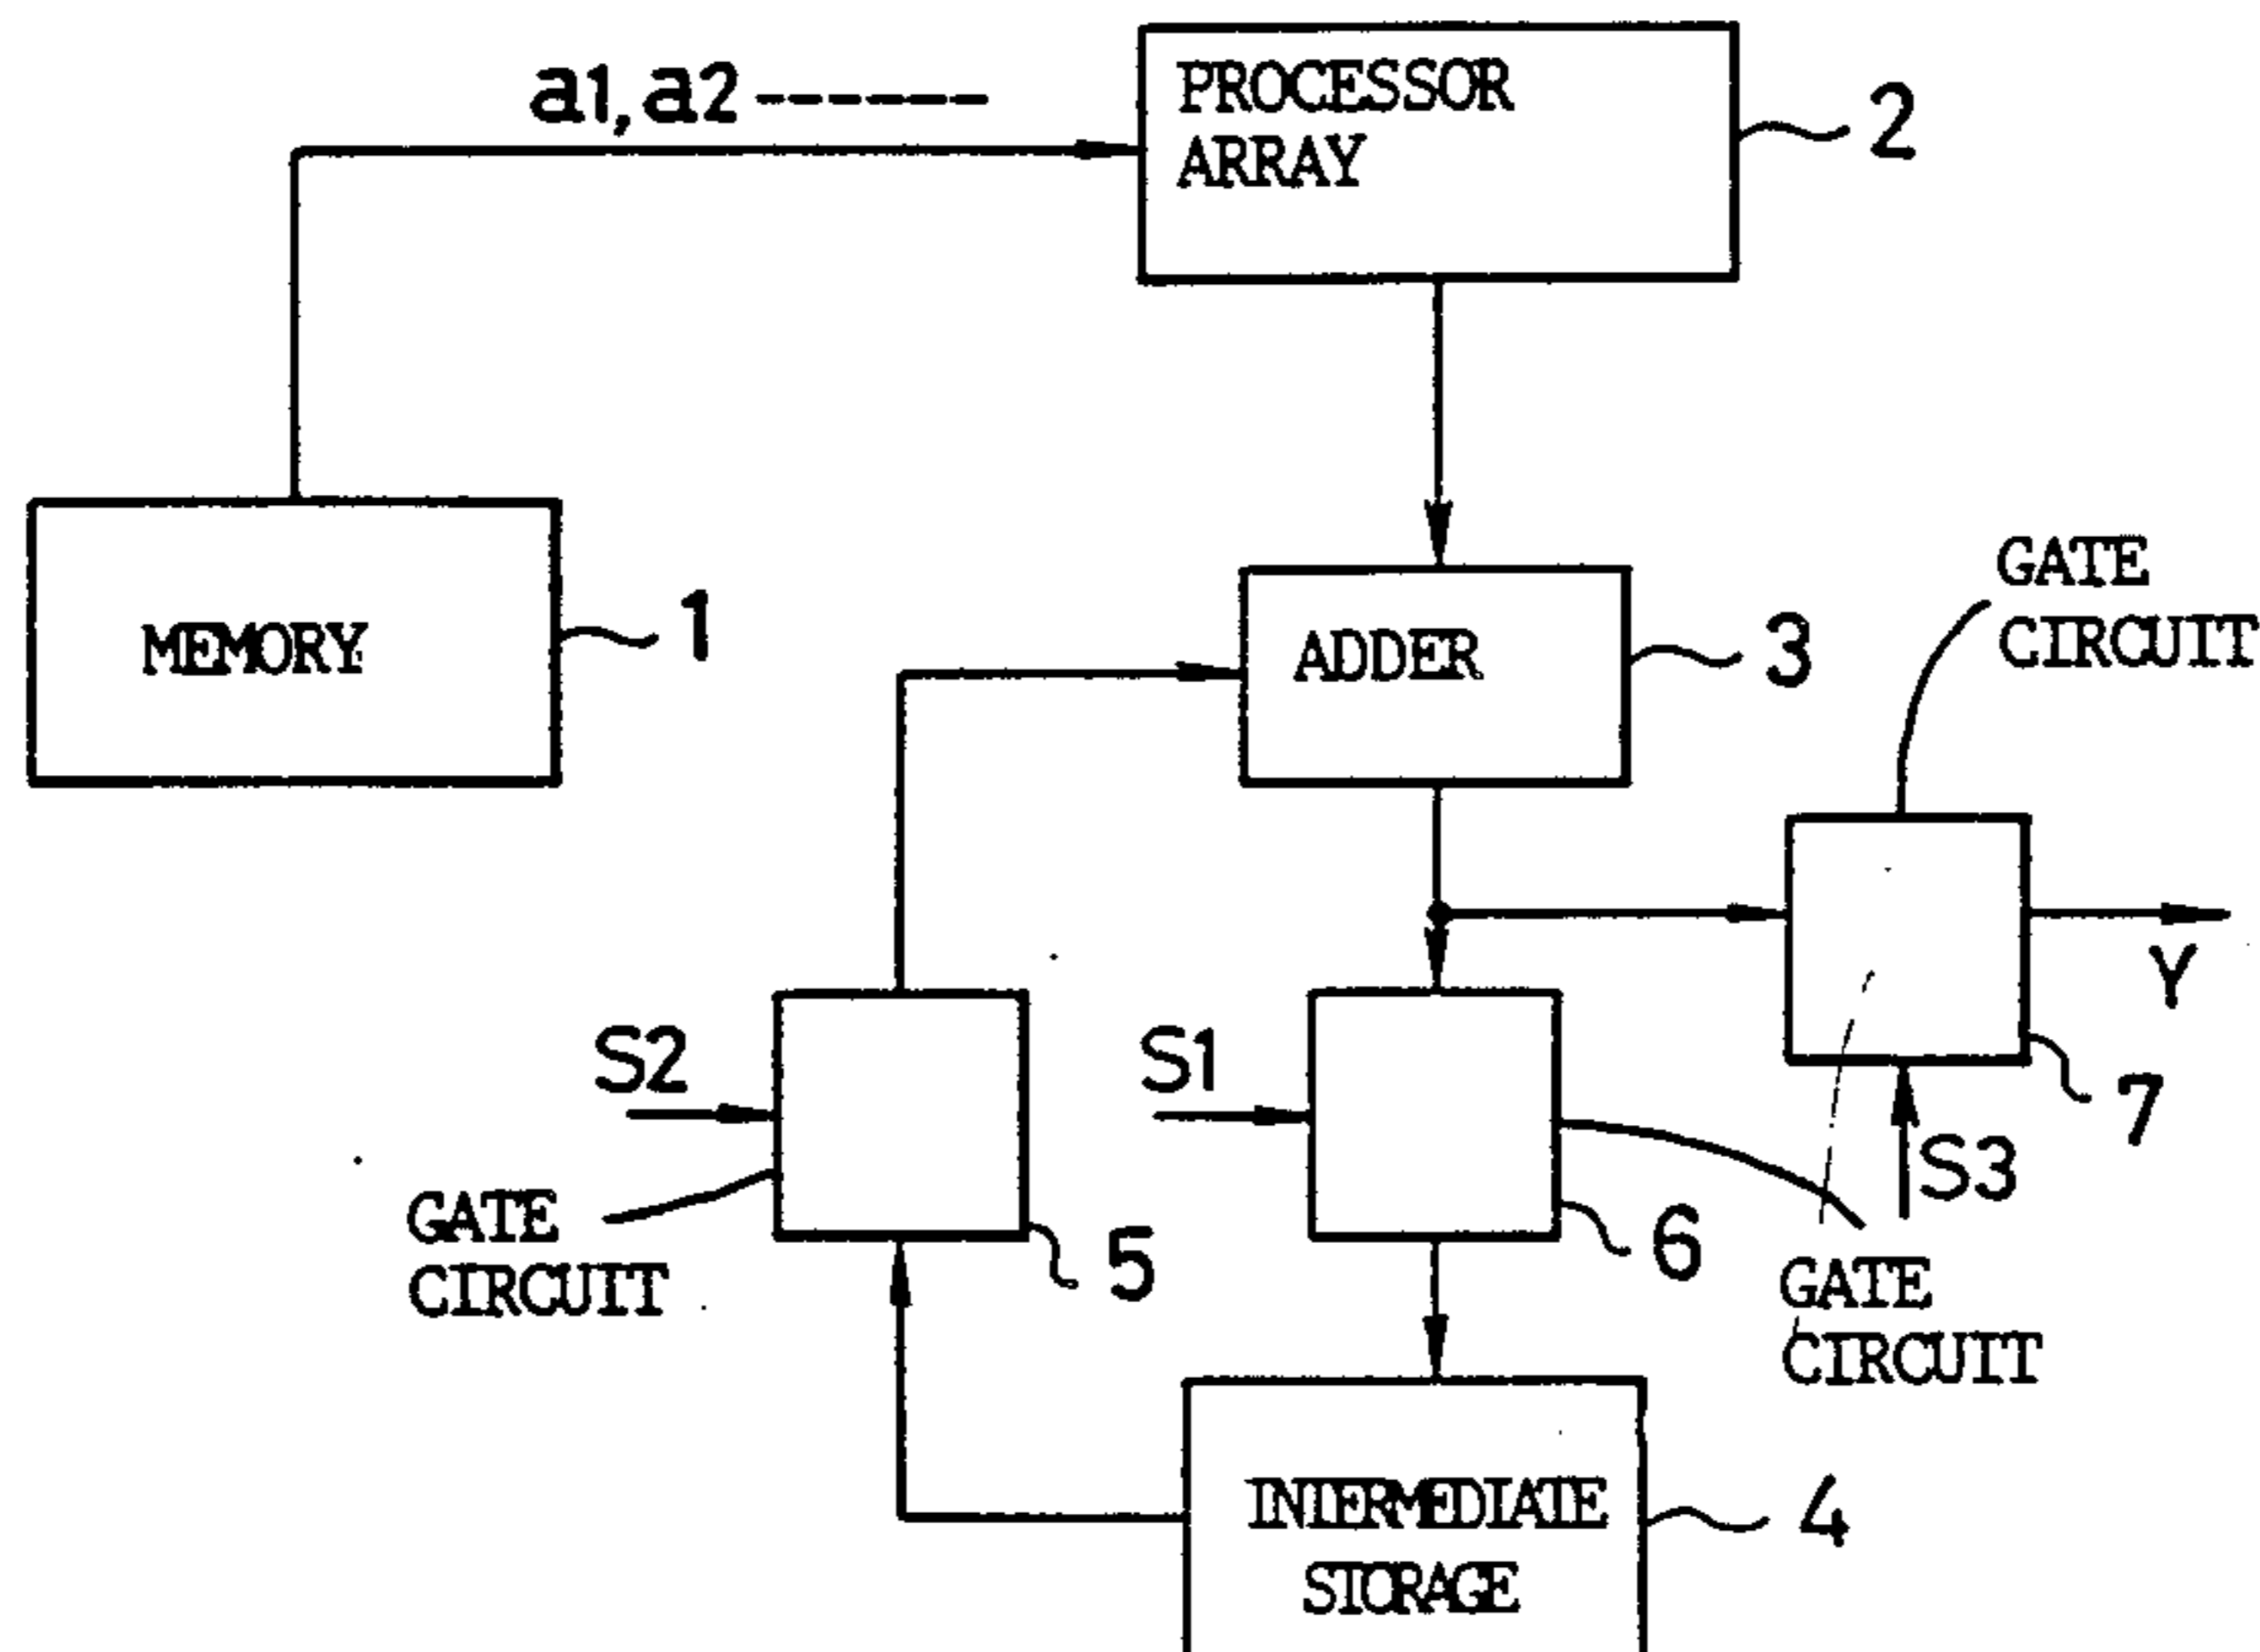 a1,a2------
PROCESSOR
ARRAY
2
MEMORY
1
ADDER
3
GATE
CIRCUIT
Y
7
S3
S2
GATE
CIRCUIT
5
S1
6
GATE
CIRCUIT
INTERMEDIATE
STORAGE
4